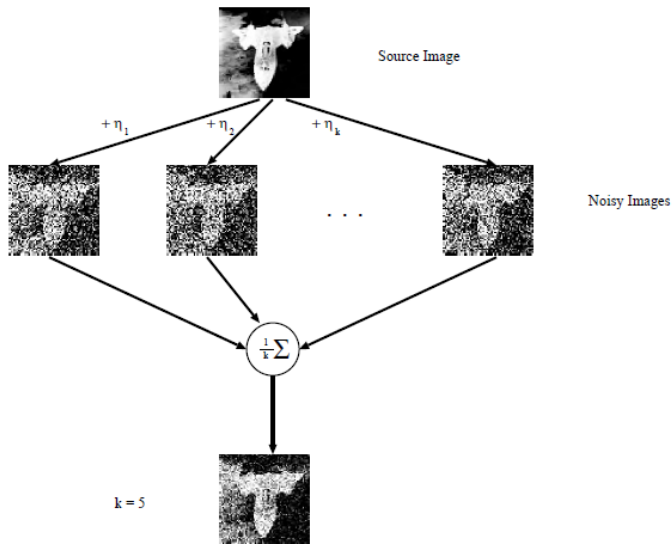 Source Image
+ η1
+ η2
+ ηk
Noisy Images
. . .
1/k Σ
k = 5